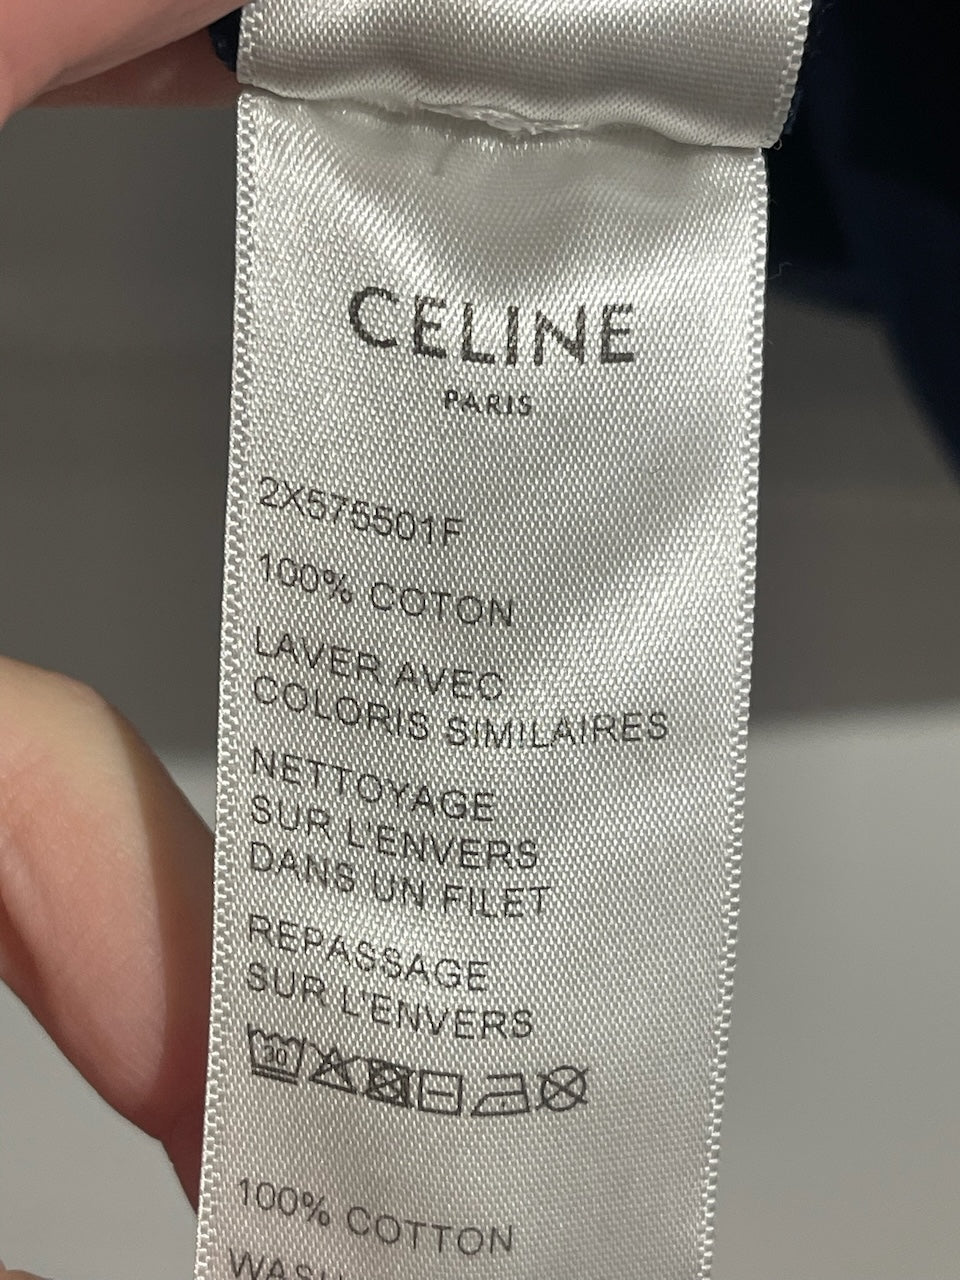 CELINE
PARIS
2X575501F
100% COTON
LAVER AVEC
COLORIS SIMILAIRES
NETTOYAGE
SUR L'ENVERS
DANS UN FILET
REPASSAGE
SUR L'ENVERS
30
100% COTTON
WASH